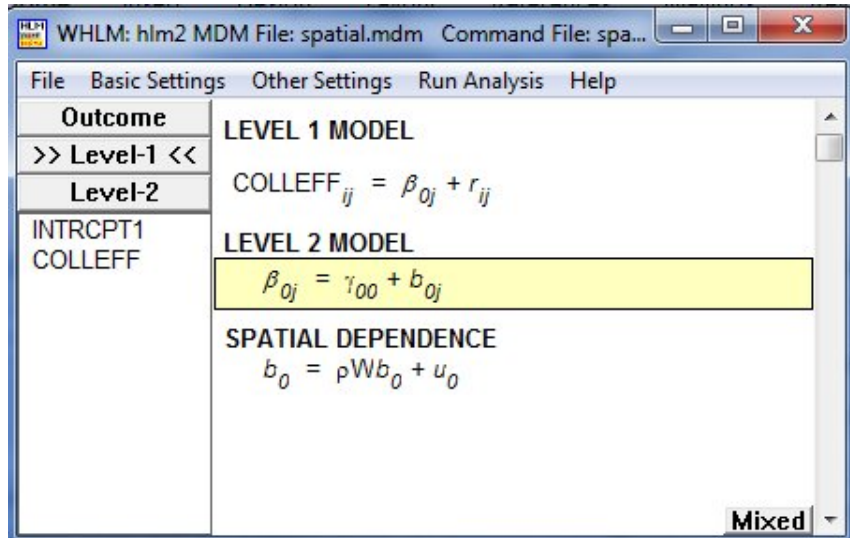 WHLM: hlm2 MDM File: spatial.mdm Command File: spa...
File Basic Settings Other Settings Run Analysis Help
Outcome
>> Level-1 <<
Level-2
INTRCPT1
COLLEFF
LEVEL 1 MODEL
COLLEFFij = β0j + rij
LEVEL 2 MODEL
β0j = γ00 + b0j
SPATIAL DEPENDENCE
b0 = ρWb0 + u0
Mixed